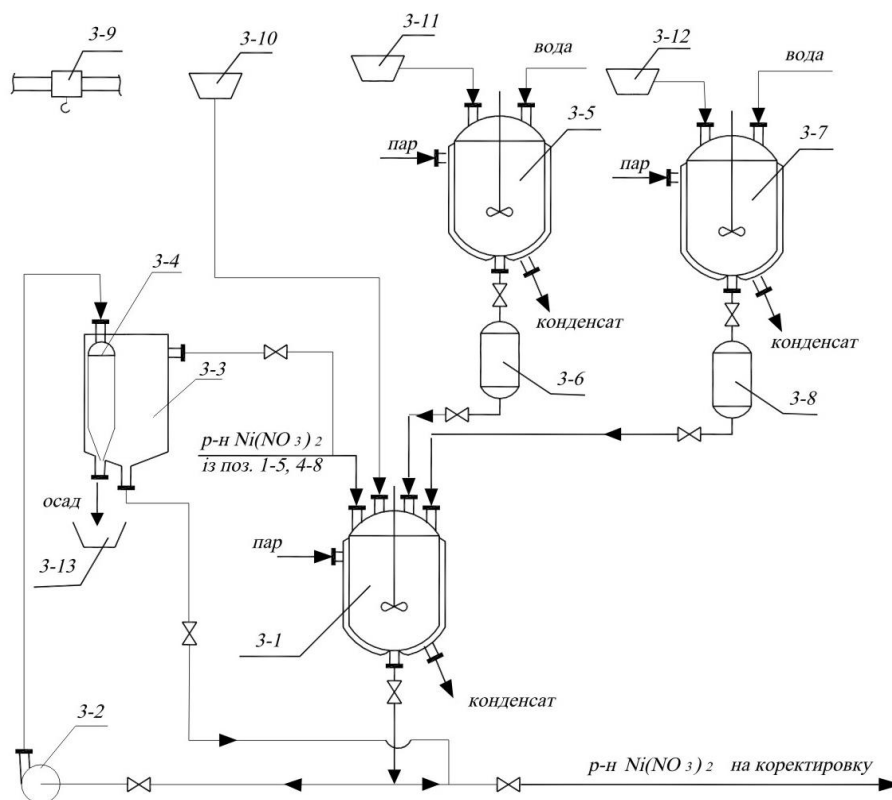 3-9
3-10
3-11
вода
3-12
вода
3-5
3-7
пар
пар
3-4
конденсат
конденсат
3-3
3-6
3-8
р-н Ni(NO 3) 2
із поз. 1-5, 4-8
осад
пар
3-13
3-1
конденсат
3-2
р-н Ni(NO 3) 2 на коректировку